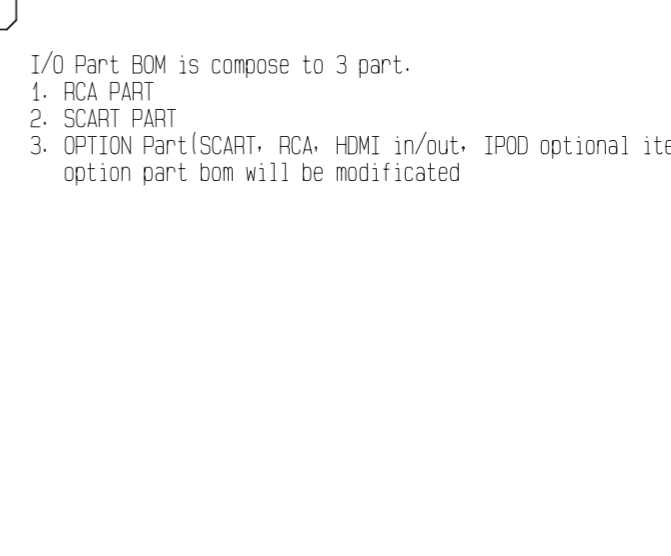 I/O Part BOM is compose to 3 part.
1. RCA PART
2. SCART PART
3. OPTION Part(SCART, RCA, HDMI in/out, IPOD optional ite
option part bom will be modificated